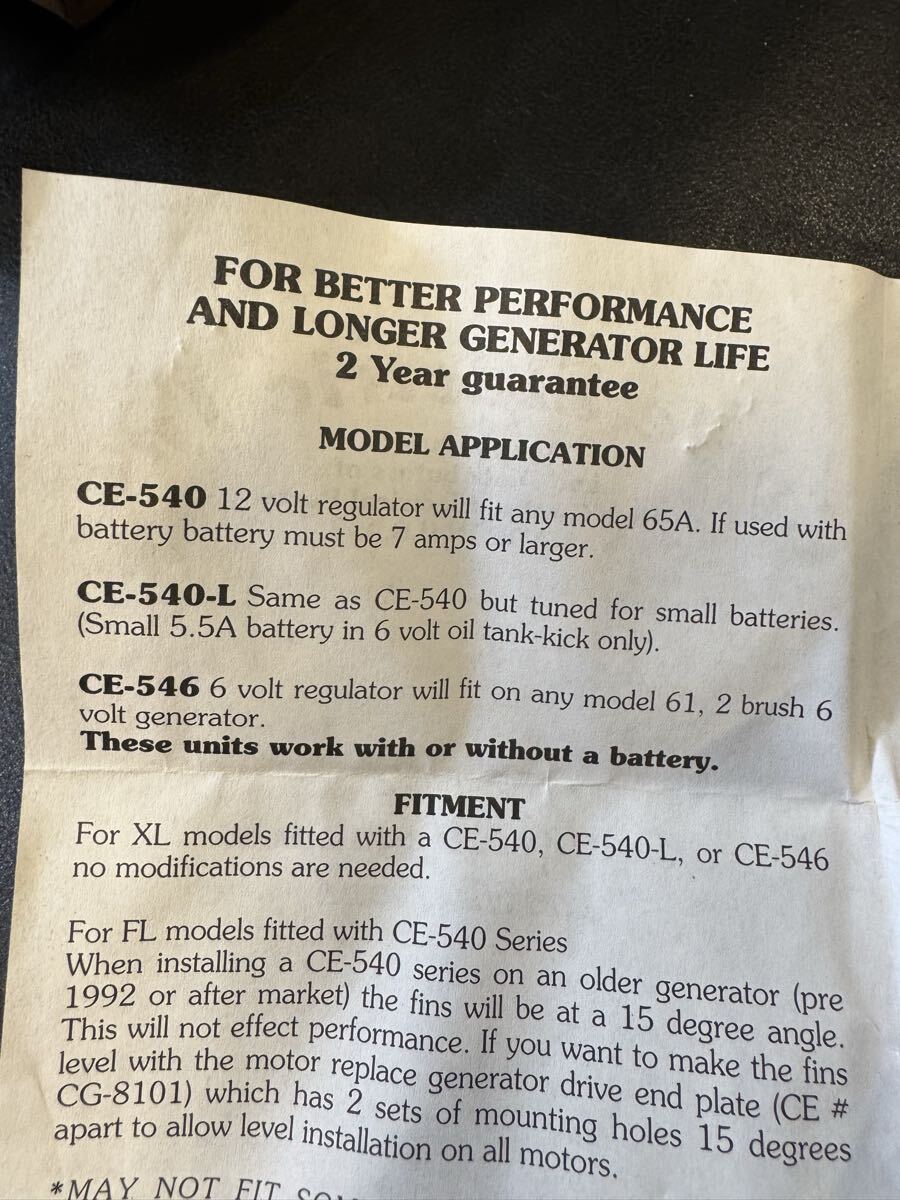 FOR BETTER PERFORMANCE
AND LONGER GENERATOR LIFE
2 Year guarantee
MODEL APPLICATION
CE-540 12 volt regulator will fit any model 65A. If used with
battery battery must be 7 amps or larger.
CE-540-L Same as CE-540 but tuned for small batteries.
(Small 5.5A battery in 6 volt oil tank-kick only).
CE-546 6 volt regulator will fit on any model 61, 2 brush 6
volt generator.
These units work with or without a battery.
FITMENT
For XL models fitted with a CE-540, CE-540-L, or CE-546
no modifications are needed.
For FL models fitted with CE-540 Series
When installing a CE-540 series on an older generator (pre
1992 or after market) the fins will be at a 15 degree angle.
This will not effect performance. If you want to make the fins
level with the motor replace generator drive end plate (CE #
CG-8101) which has 2 sets of mounting holes 15 degrees
apart to allow level installation on all motors.
*MAY NOT FIT